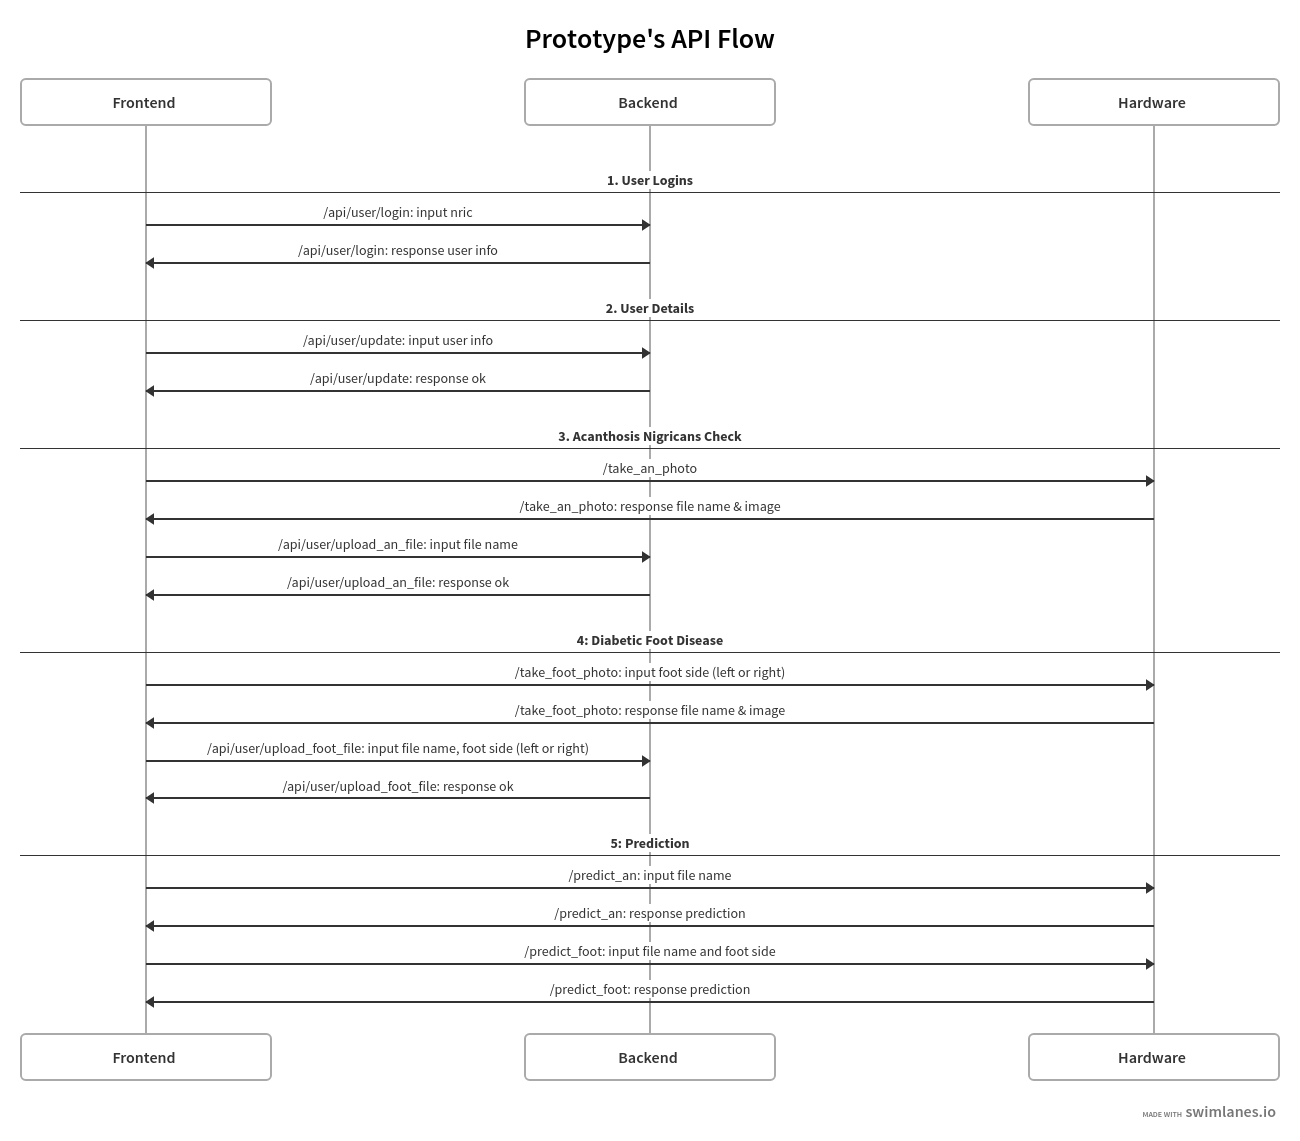 Prototype's API Flow
Frontend
Backend
Hardware
1. User Logins
/api/user/login: input nric
/api/user/login: response user info
2. User Details
/api/user/update: input user info
/api/user/update: response ok
3. Acanthosis Nigricans Check
/take_an_photo
/take_an_photo: response file name & image
/api/user/upload_an_file: input file name
/api/user/upload_an_file: response ok
4: Diabetic Foot Disease
/take_foot_photo: input foot side (left or right)
/take_foot_photo: response file name & image
/api/user/upload_foot_file: input file name, foot side (left or right)
/api/user/upload_foot_file: response ok
5: Prediction
/predict_an: input file name
/predict_an: response prediction
/predict_foot: input file name and foot side
/predict_foot: response prediction
Frontend
Backend
Hardware
MADE WITH swimlanes.io